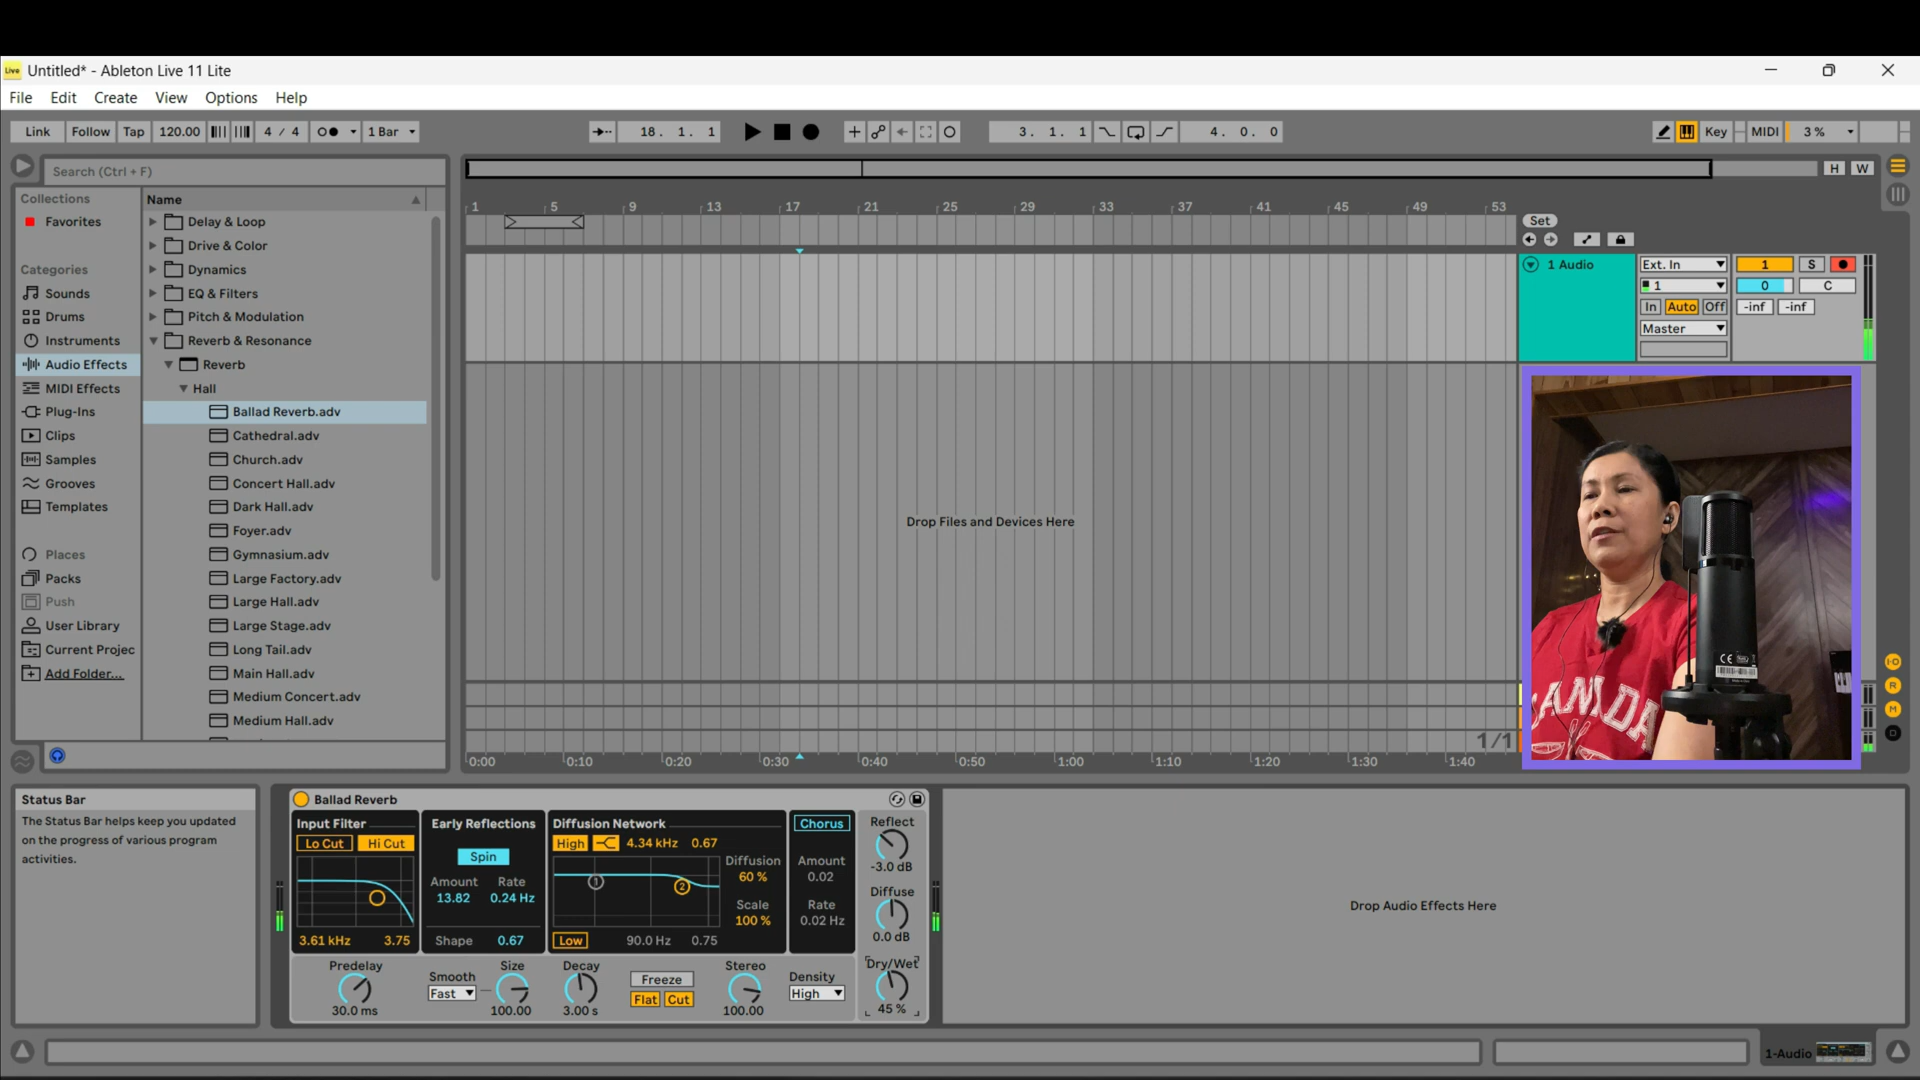 Live Untitled* - Ableton Live 11 Lite
File Edit Create View Options Help
Link Follow Tap 120.00 4 / 4 1 Bar 18. 1. 1 3. 1. 1 4. 0. 0 Key MIDI 3 %
Search (Ctrl + F)
H W
Collections
Favorites
Categories
Sounds
Drums
Instruments
Audio Effects
MIDI Effects
Plug-Ins
Clips
Samples
Grooves
Templates
Places
Packs
Push
User Library
Current Projec
Add Folder...
Name
Delay & Loop
Drive & Color
Dynamics
EQ & Filters
Pitch & Modulation
Reverb & Resonance
Reverb
Hall
Ballad Reverb.adv
Cathedral.adv
Church.adv
Concert Hall.adv
Dark Hall.adv
Foyer.adv
Gymnasium.adv
Large Factory.adv
Large Hall.adv
Large Stage.adv
Long Tail.adv
Main Hall.adv
Medium Concert.adv
Medium Hall.adv
1 5 9 13 17 21 25 29 33 37 41 45 49 53
Set
1 Audio Ext. In 1 S
1 0 C
In Auto Off -inf -inf
Master
Drop Files and Devices Here
ANADA
CE
I·O
R
M
D
1/1
0:00 0:10 0:20 0:30 0:40 0:50 1:00 1:10 1:20 1:30 1:40
Status Bar
The Status Bar helps keep you updated
on the progress of various program
activities.
Ballad Reverb
Input Filter
Lo Cut Hi Cut
3.61 kHz 3.75
Early Reflections
Spin
Amount Rate
13.82 0.24 Hz
Shape 0.67
Diffusion Network
High 4.34 kHz 0.67
1 2
Diffusion
60 %
Scale
100 %
Low 90.0 Hz 0.75
Chorus
Amount
0.02
Rate
0.02 Hz
Reflect
-3.0 dB
Diffuse
0.0 dB
Dry/Wet
45 %
Predelay
30.0 ms
Smooth
Fast
Size
100.00
Decay
3.00 s
Freeze
Flat Cut
Stereo
100.00
Density
High
Drop Audio Effects Here
1-Audio